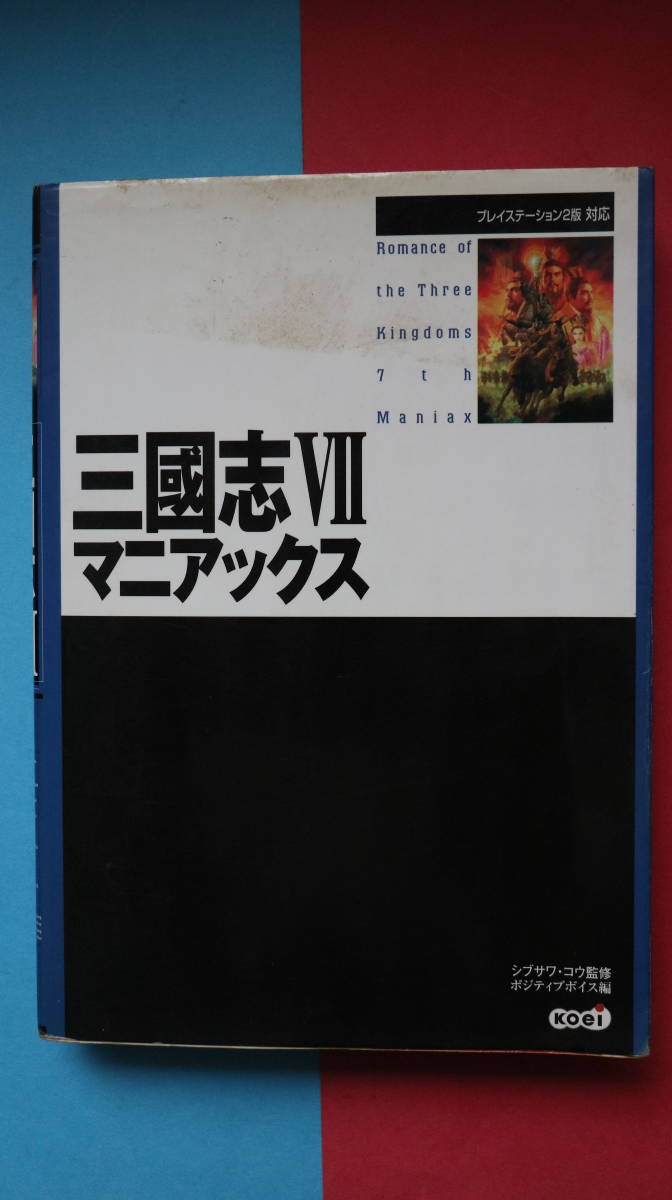 プレイステーション2版 対応
Romance of
the Three
Kingdoms
7th
Maniax
三國志Ⅶ
マニアックス
シブサワ・コウ監修
ポジティブボイス編
KOEI